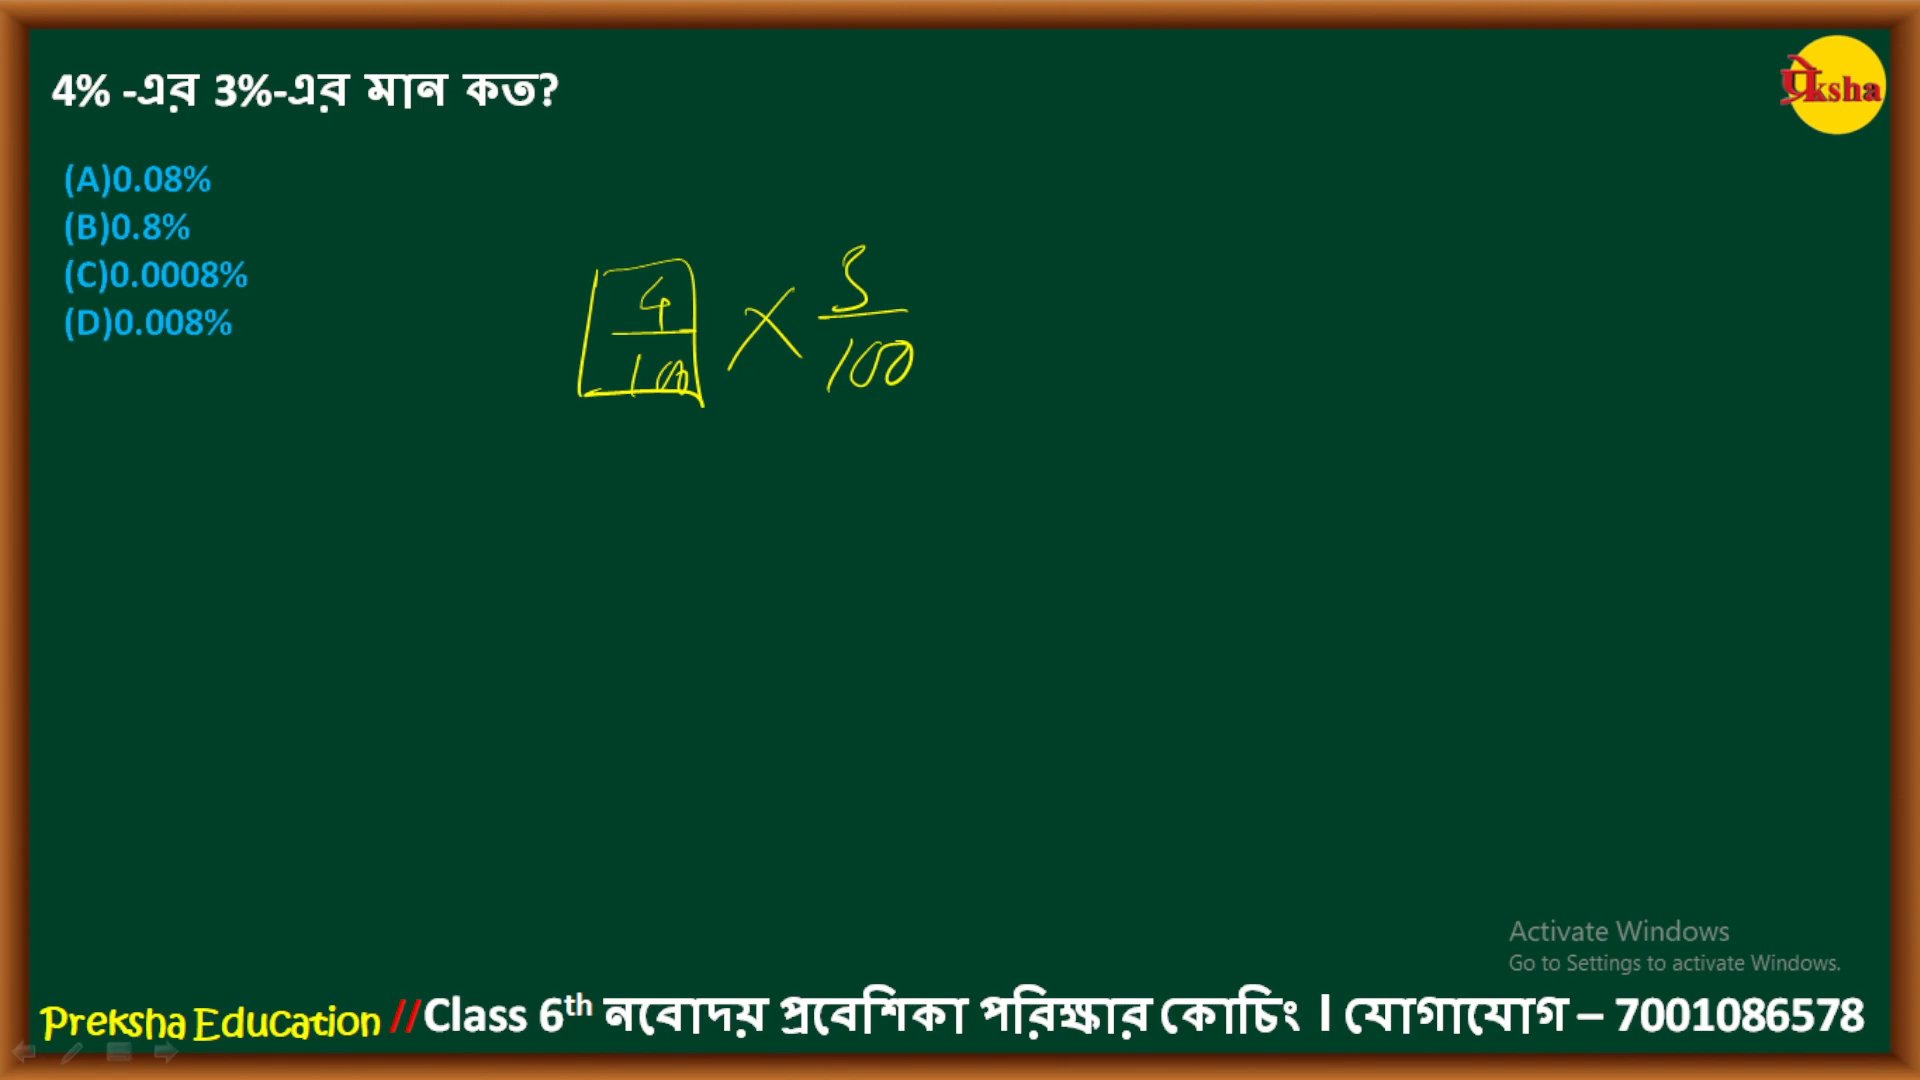 4% -এর 3%-এর মান কত?
प्रेksha
(A)0.08%
(B)0.8%
(C)0.0008%
(D)0.008%
4/100 × 3/100
Activate Windows
Go to Settings to activate Windows.
Preksha Education //Class 6th নবোদয় প্রবেশিকা পরিক্ষার কোচিং । যোগাযোগ – 7001086578